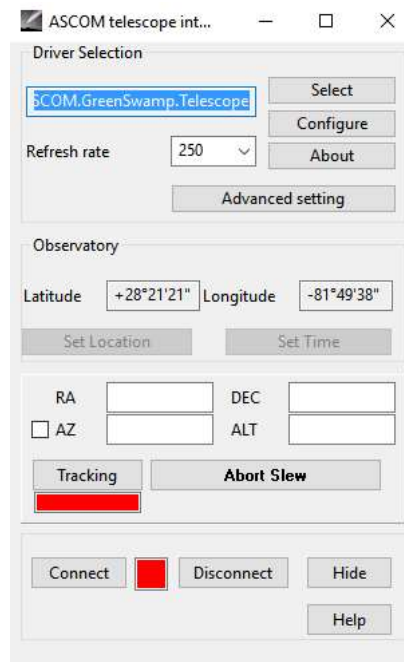 ASCOM telescope int...
Driver Selection
SCOM.GreenSwamp.Telescope
Select
Configure
Refresh rate
250
About
Advanced setting
Observatory
Latitude +28°21'21" Longitude -81°49'38"
Set Location Set Time
RA DEC
AZ ALT
Tracking Abort Slew
Connect Disconnect Hide
Help